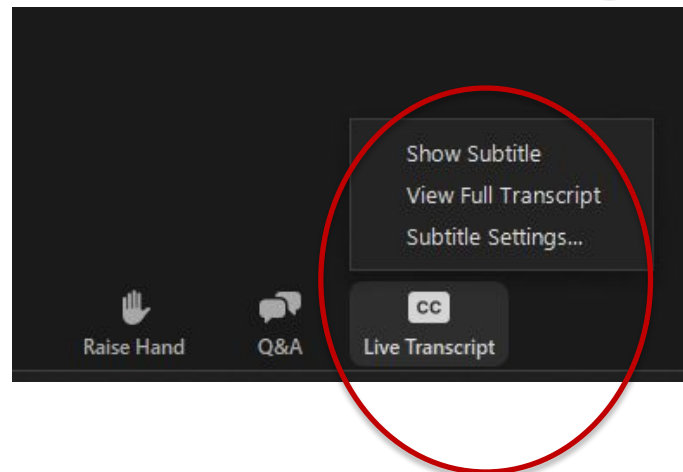 Show Subtitle
View Full Transcript
Subtitle Settings...
CC
Raise Hand
Q&A
Live Transcript